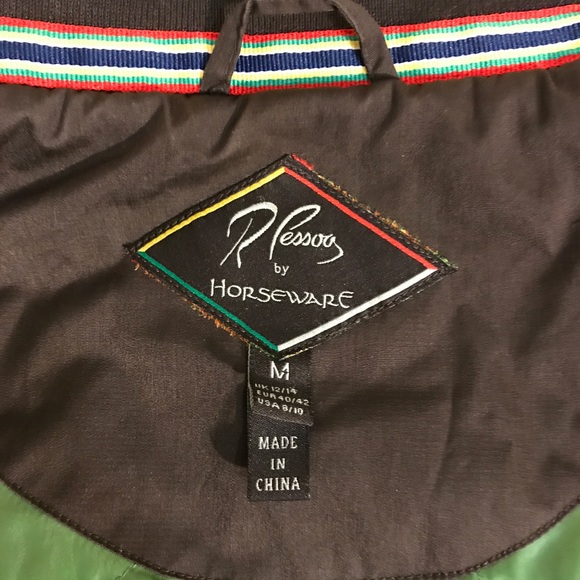 R Pessoa
by
HORSEWARE
M
UK 12/14
EUR 40/42
USA 8/10
MADE
IN
CHINA